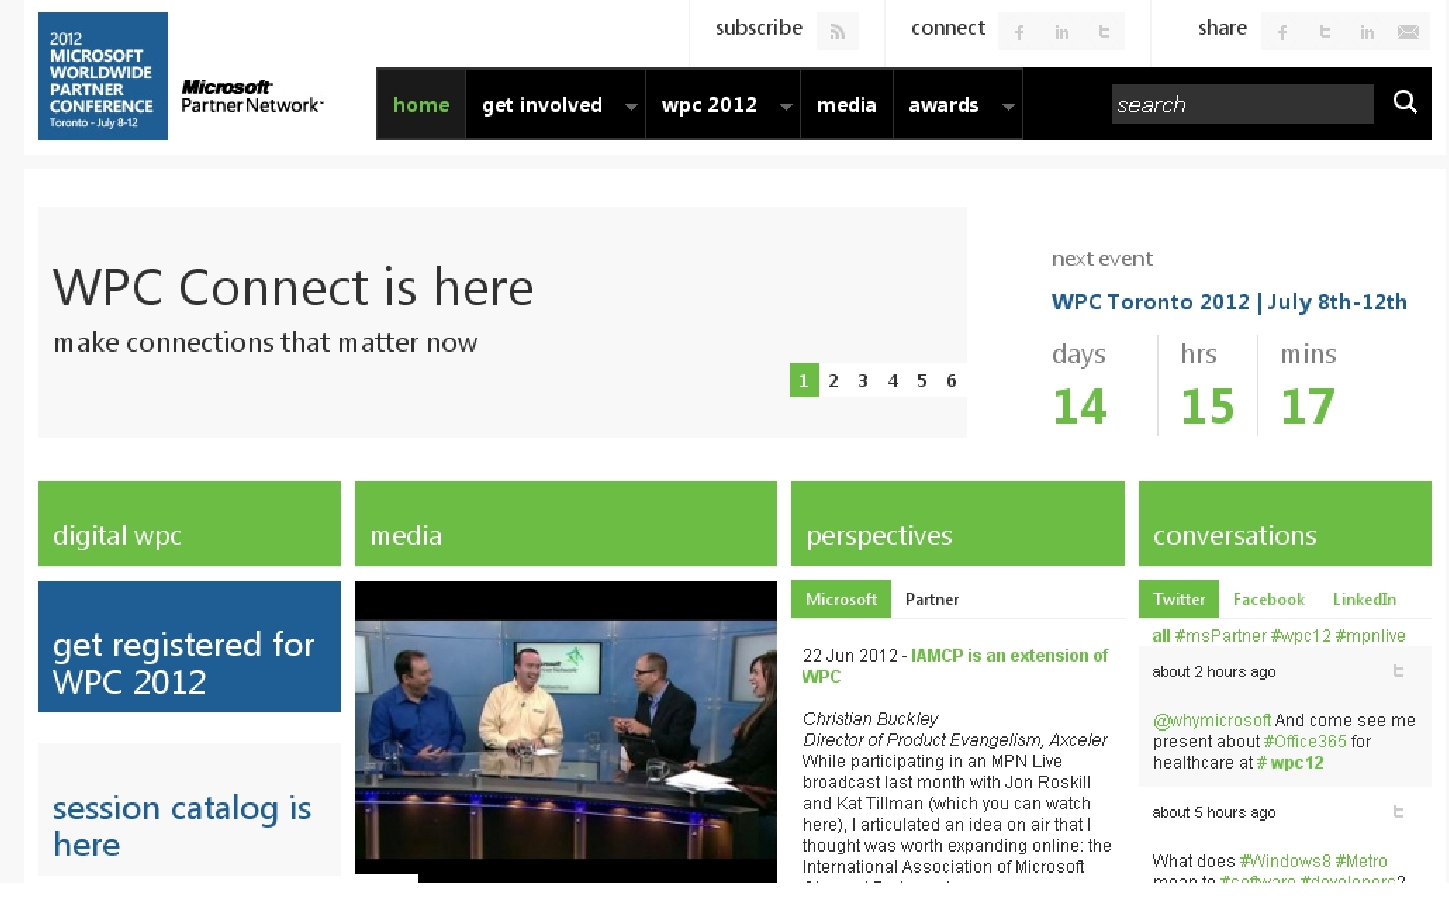 2012
MICROSOFT
WORLDWIDE
PARTNER
CONFERENCE
Toronto - July 8-12
Microsoft
Partner Network
subscribe
connect
share
home
get involved
wpc 2012
media
awards
search
WPC Connect is here
make connections that matter now
1 2 3 4 5 6
next event
WPC Toronto 2012 | July 8th-12th
days hrs mins
14 15 17
digital wpc
get registered for
WPC 2012
session catalog is
here
media
perspectives
Microsoft Partner
22 Jun 2012 - IAMCP is an extension of
WPC
Christian Buckley
Director of Product Evangelism, Axceler
While participating in an MPN Live
broadcast last month with Jon Roskill
and Kat Tillman (which you can watch
here), I articulated an idea on air that I
thought was worth expanding online: the
International Association of Microsoft
conversations
Twitter Facebook LinkedIn
all #msPartner #wpc12 #mpnlive
about 2 hours ago
@whymicrosoft And come see me
present about #Office365 for
healthcare at # wpc12
about 5 hours ago
What does #Windows8 #Metro
mean to #software #developers?